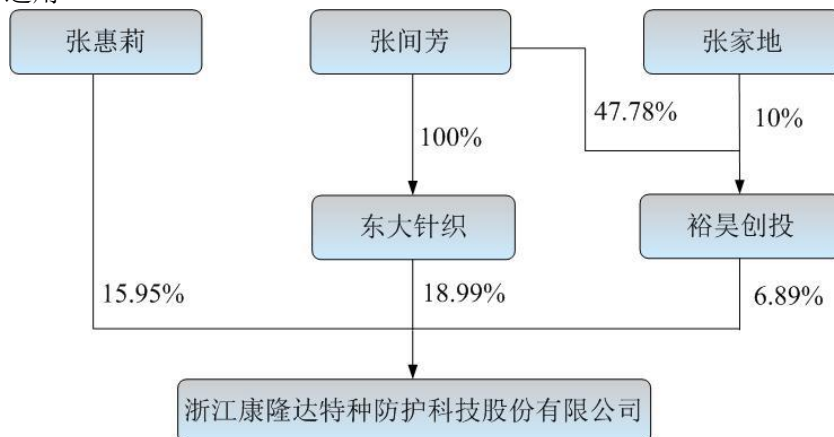 张惠莉 张间芳 张家地
47.78% 10%
100%
东大针织 裕昊创投
15.95% 18.99% 6.89%
浙江康隆达特种防护科技股份有限公司